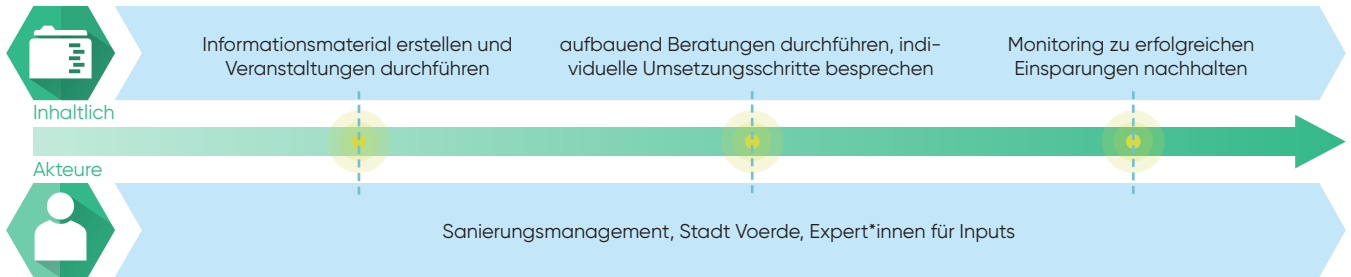 Informationsmaterial erstellen und
Veranstaltungen durchführen
aufbauend Beratungen durchführen, indi-
viduelle Umsetzungsschritte besprechen
Monitoring zu erfolgreichen
Einsparungen nachhalten
Inhaltlich
Akteure
Sanierungsmanagement, Stadt Voerde, Expert*innen für Inputs